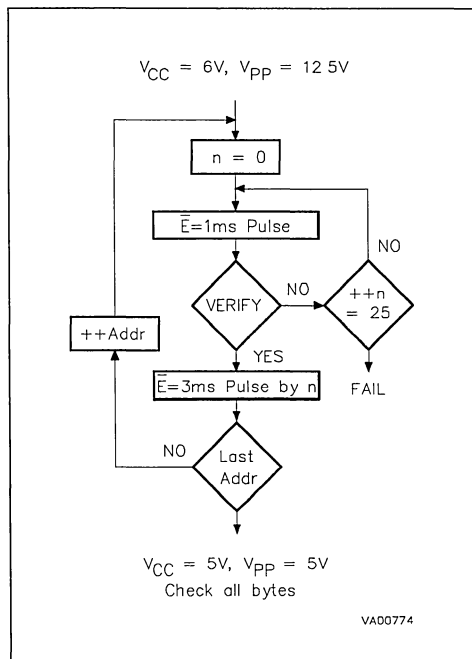 VCC = 6V, VPP = 12 5V
n = 0
E̅=1ms Pulse
NO
VERIFY
NO
++n
= 25
++Addr
YES
E̅=3ms Pulse by n
FAIL
NO
Last
Addr
VCC = 5V, VPP = 5V
Check all bytes
VA00774